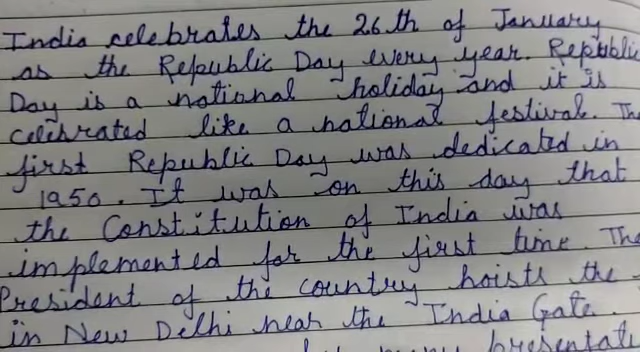 India celebrates the 26th of January
as the Republic Day every year. Republic
Day is a national holiday and it is
celebrated like a national festival. The
first Republic Day was dedicated in
1950. It was on this day that
the Constitution of India was
implemented for the first time. The
President of the country hoists the
in New Delhi near the India Gate.